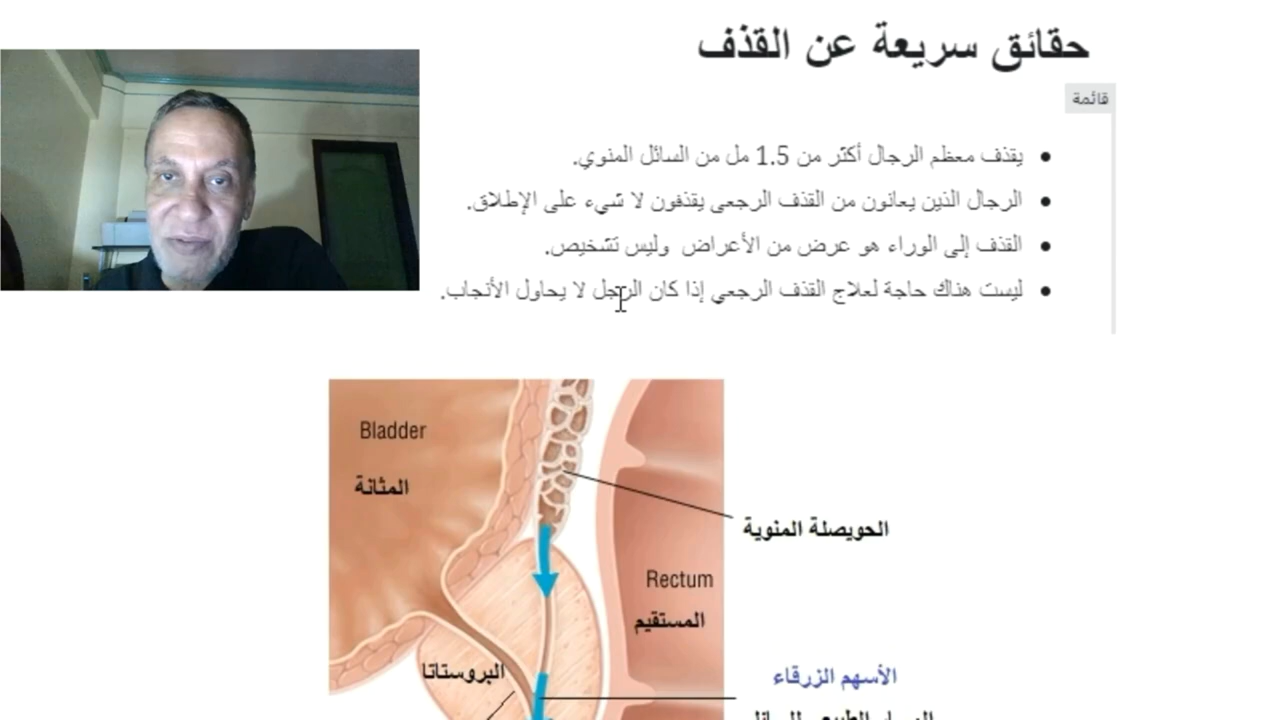 حقائق سريعة عن القذف
قائمة
يقذف معظم الرجال أكثر من 1.5 مل من السائل المنوي.
الرجال الذين يعانون من القذف الرجعى يقذفون لا شيء على الإطلاق.
القذف إلى الوراء هو عرض من الأعراض وليس تشخيص.
ليست هناك حاجة لعلاج القذف الرجعي إذا كان الرجل لا يحاول الأنجاب.
Bladder
المثانة
الحويصلة المنوية
Rectum
المستقيم
البروستاتا
الأسهم الزرقاء